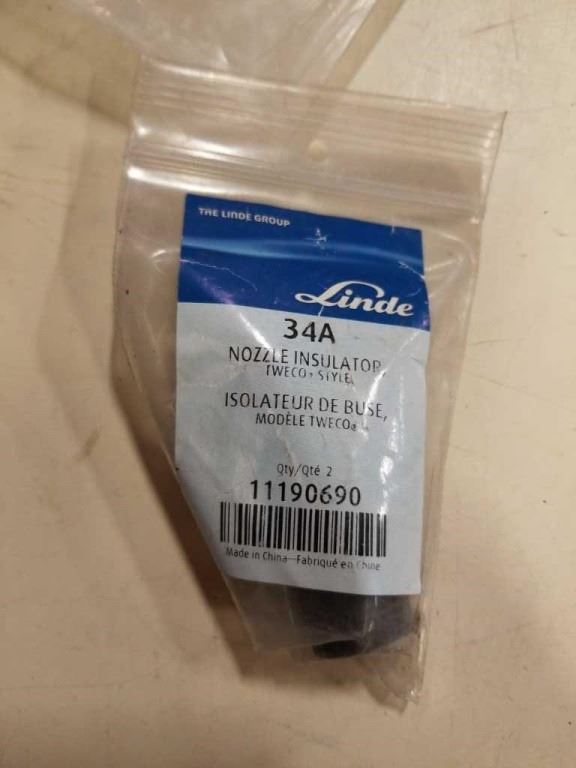 THE LINDE GROUP
Linde
34A
NOZZLE INSULATOR,
TWECO® STYLE
ISOLATEUR DE BUSE,
MODÈLE TWECO®
Qty/Qté 2
11190690
Made in China—Fabriqué en Chine